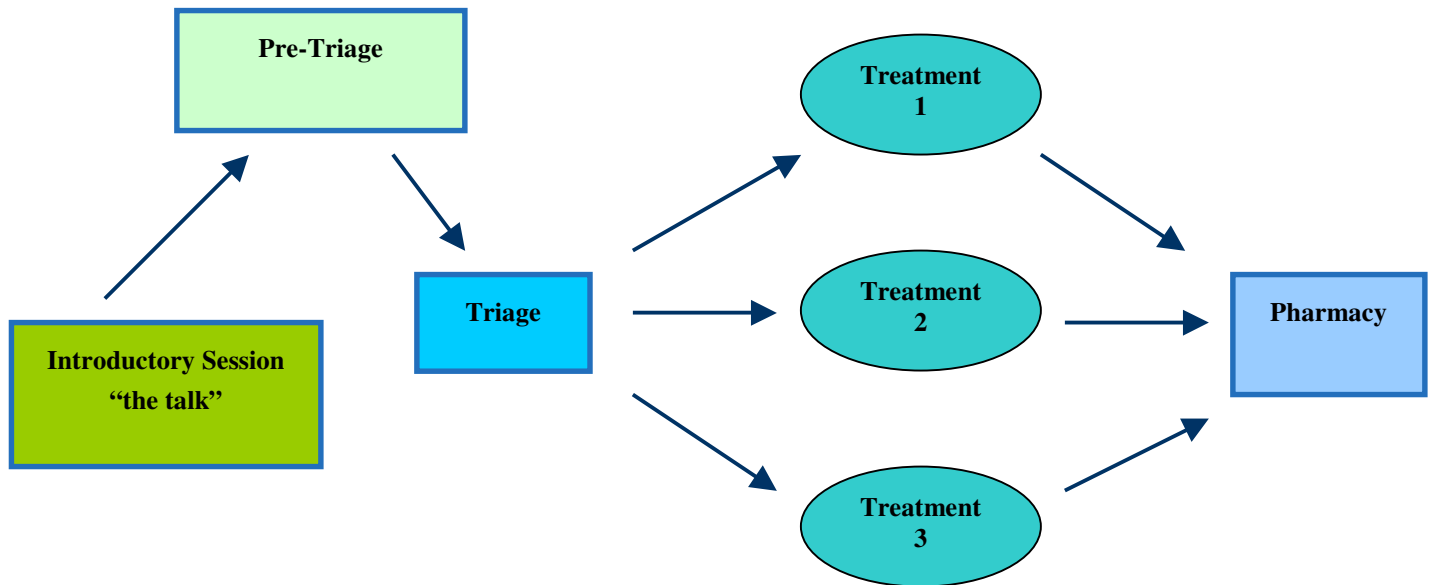 Pre-Triage
Treatment
1
Introductory Session
“the talk”
Triage
Treatment
2
Pharmacy
Treatment
3